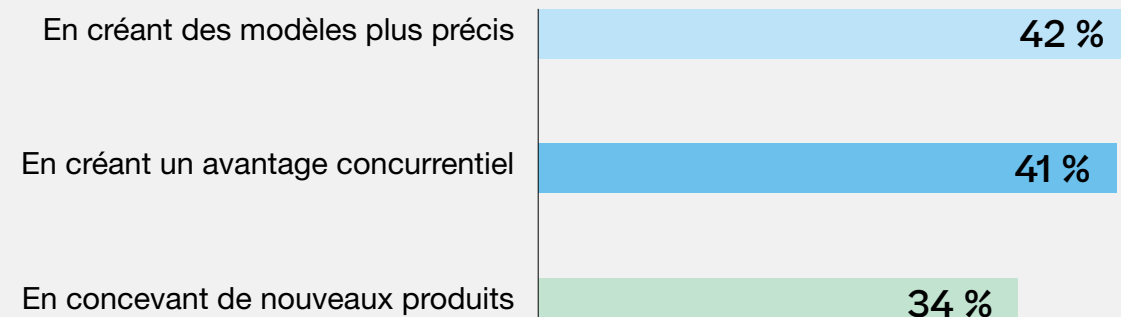 En créant des modèles plus précis 42 %
En créant un avantage concurrentiel 41 %
En concevant de nouveaux produits 34 %